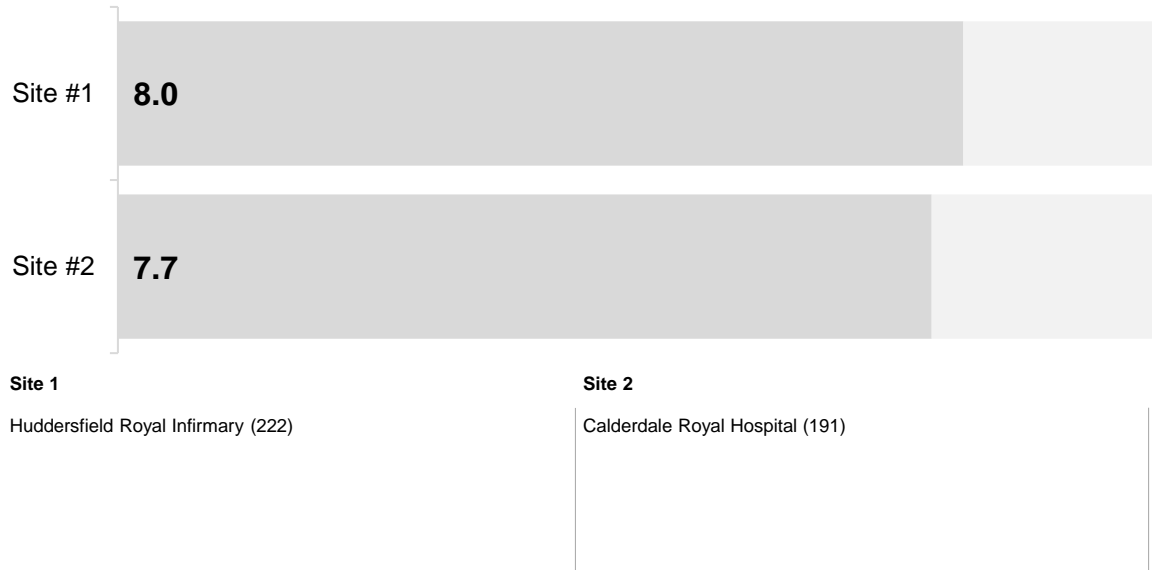 Site #1
8.0
Site #2
7.7
Site 1
Site 2
Huddersfield Royal Infirmary (222)
Calderdale Royal Hospital (191)